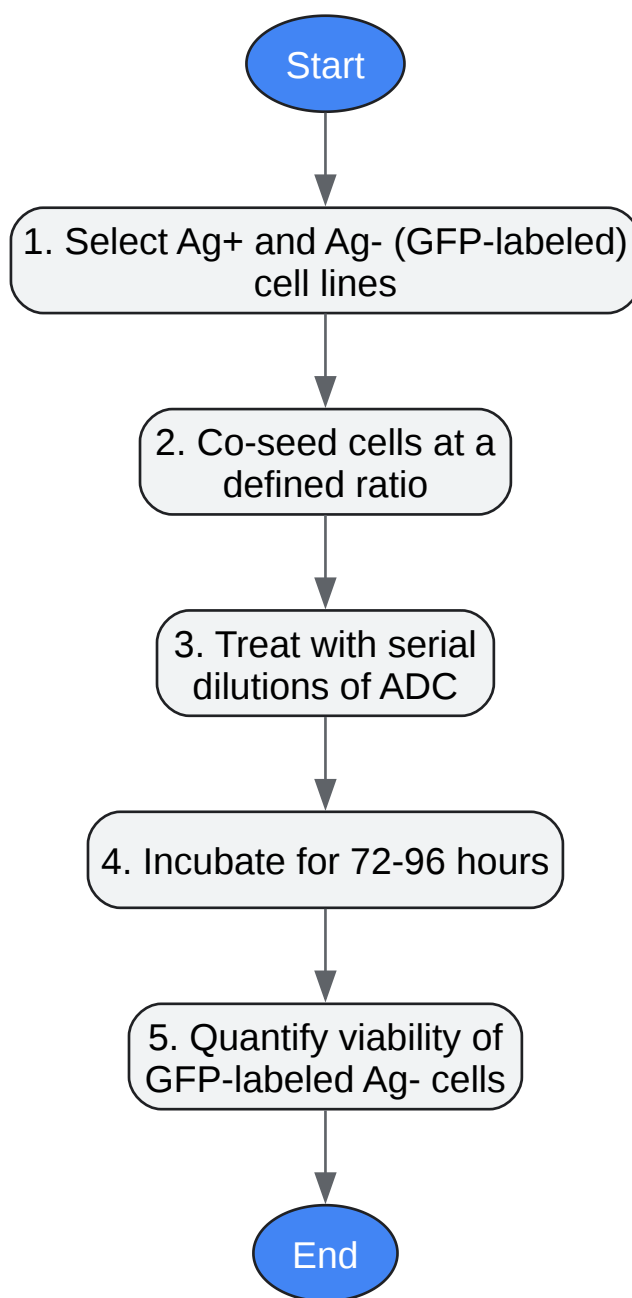 Start
1. Select Ag+ and Ag- (GFP-labeled)
cell lines
2. Co-seed cells at a
defined ratio
3. Treat with serial
dilutions of ADC
4. Incubate for 72-96 hours
5. Quantify viability of
GFP-labeled Ag- cells
End